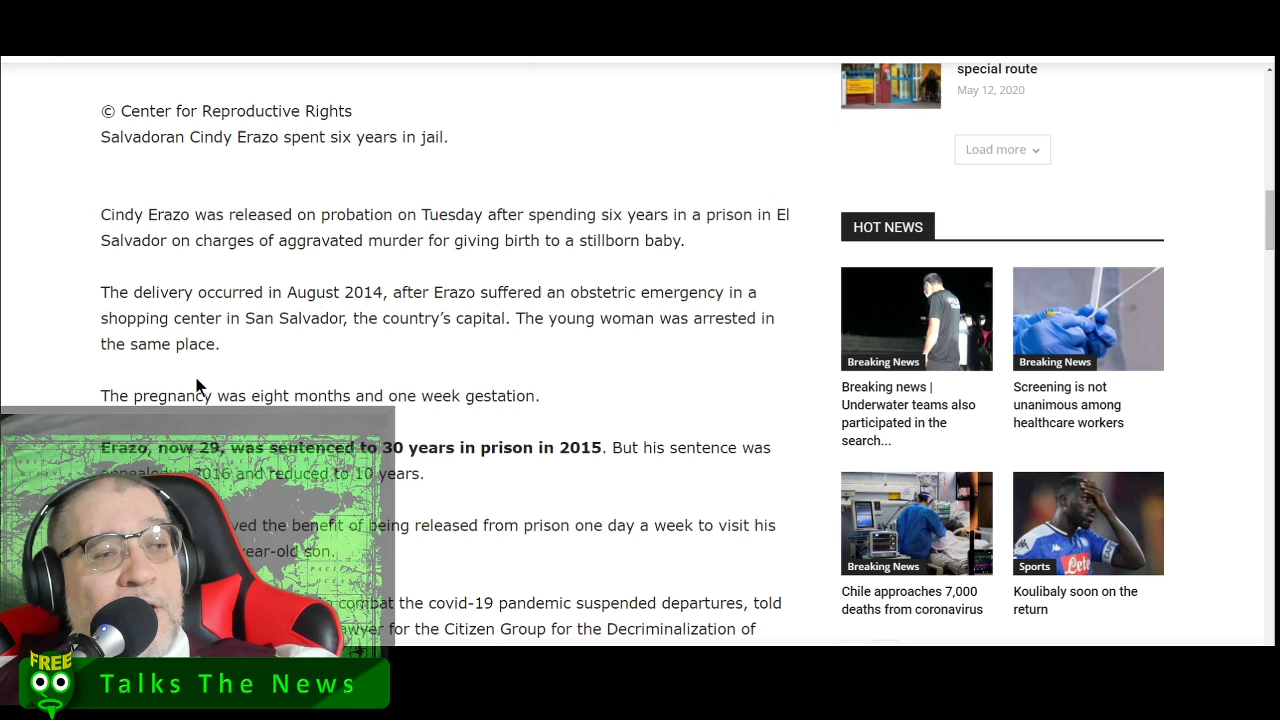 © Center for Reproductive Rights
Salvadoran Cindy Erazo spent six years in jail.
Cindy Erazo was released on probation on Tuesday after spending six years in a prison in El
Salvador on charges of aggravated murder for giving birth to a stillborn baby.
The delivery occurred in August 2014, after Erazo suffered an obstetric emergency in a
shopping center in San Salvador, the country's capital. The young woman was arrested in
the same place.
The pregnancy was eight months and one week gestation.
Erazo, now 29, was sentenced to 30 years in prison in 2015. But his sentence was
appealed in 2016 and reduced to 10 years.
the benefit of being released from prison one day a week to visit his
year-old son.
combat the covid-19 pandemic suspended departures, told
for the Citizen Group for the Decriminalization of
special route
May 12, 2020
Load more
HOT NEWS
Breaking News
Breaking news |
Underwater teams also
participated in the
search...
Breaking News
Screening is not
unanimous among
healthcare workers
Breaking News
Chile approaches 7,000
deaths from coronavirus
Lete
Sports
Koulibaly soon on the
return
PACIFIC
OCEAN
FREE
Talks The News